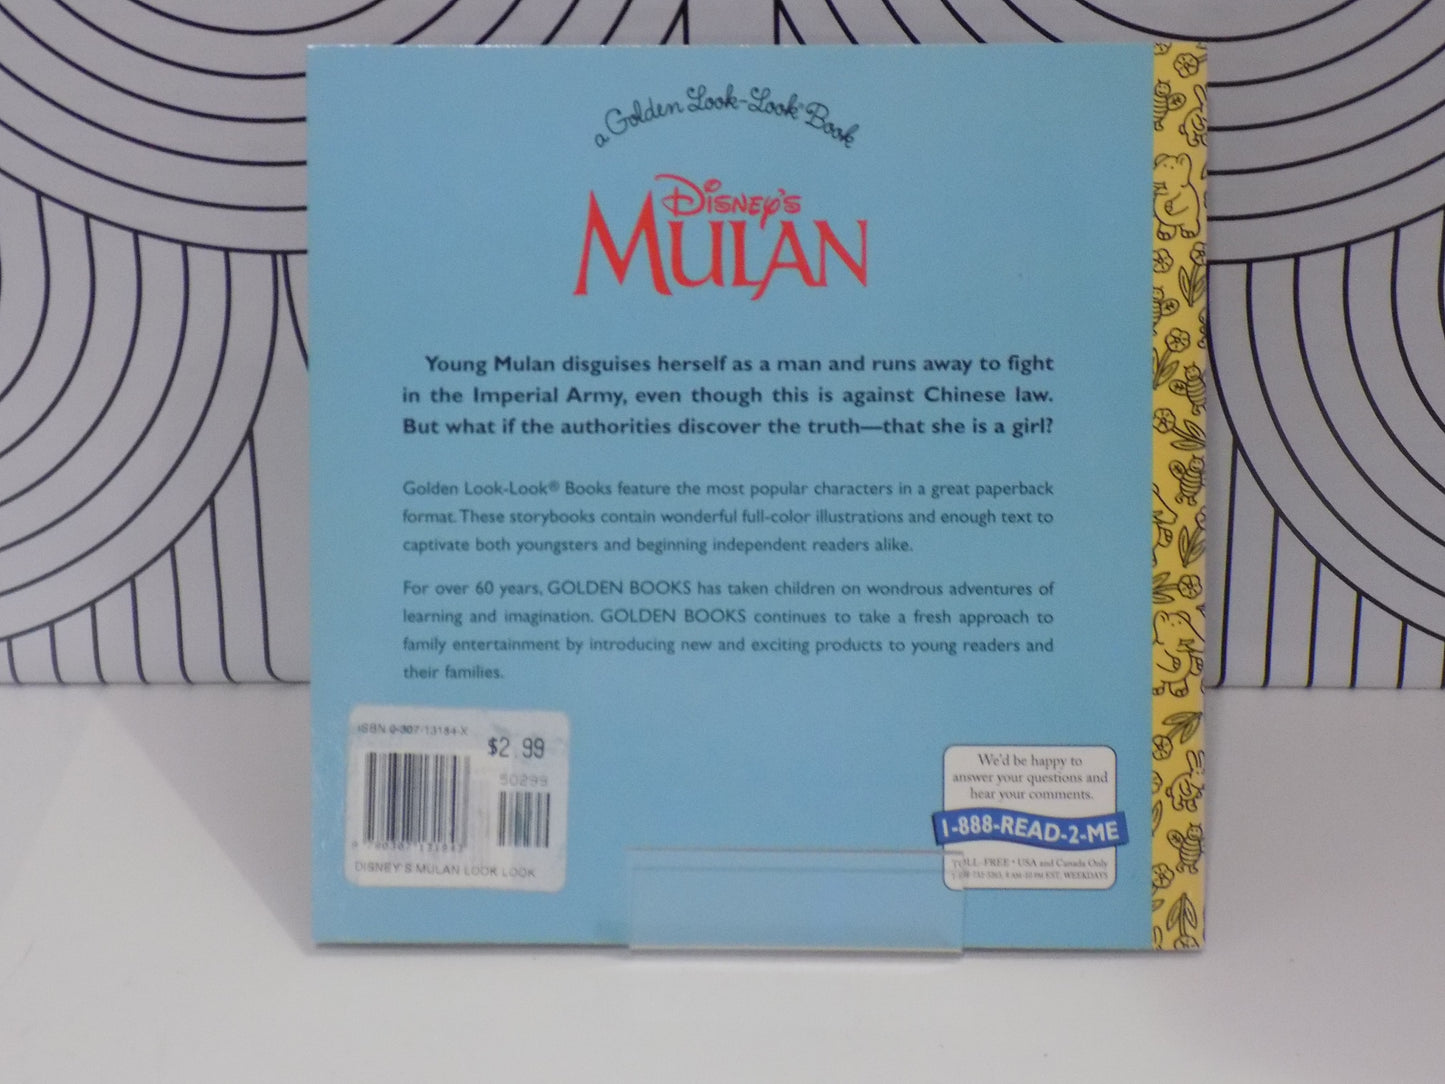 a Golden Look-Look® Book
DISNEY'S
MULAN
Young Mulan disguises herself as a man and runs away to fight
in the Imperial Army, even though this is against Chinese law.
But what if the authorities discover the truth—that she is a girl?
Golden Look-Look® Books feature the most popular characters in a great paperback
format. These storybooks contain wonderful full-color illustrations and enough text to
captivate both youngsters and beginning independent readers alike.
For over 60 years, GOLDEN BOOKS has taken children on wondrous adventures of
learning and imagination. GOLDEN BOOKS continues to take a fresh approach to
family entertainment by introducing new and exciting products to young readers and
their families.
ISBN 0-307-13184-X
$2.99
50299
DISNEY'S MULAN LOOK LOOK
We'd be happy to
answer your questions and
hear your comments.
1-888-READ-2-ME
TOLL-FREE • USA and Canada Only
EST, WEEKDAYS